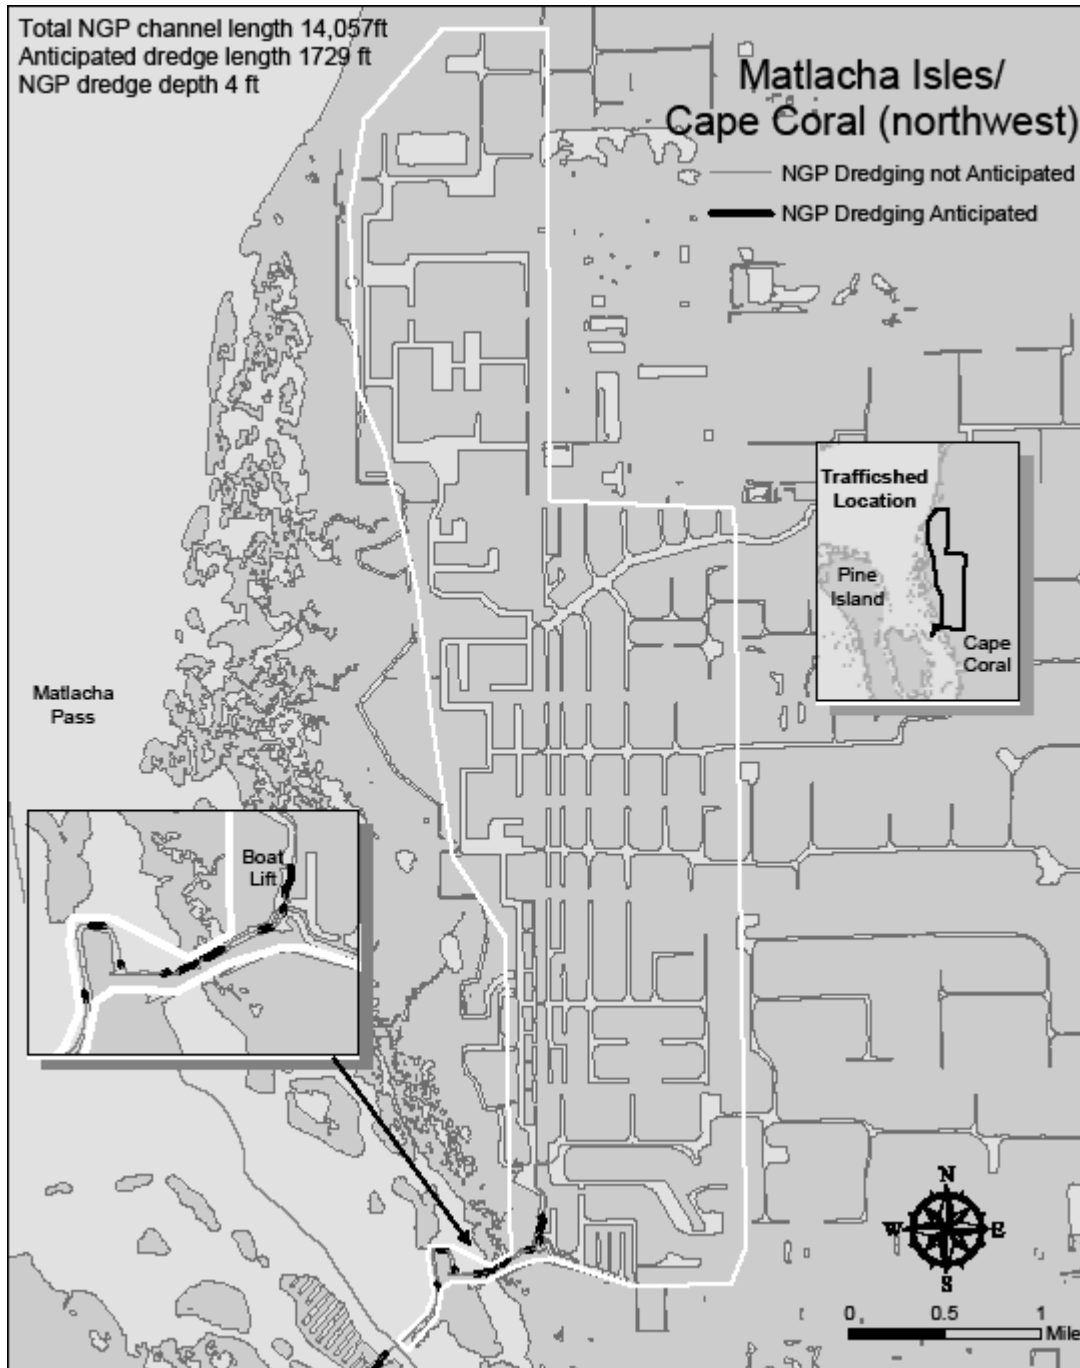 Total NGP channel length 14,057ft
Anticipated dredge length 1729 ft
NGP dredge depth 4 ft
Matlacha Isles/
Cape Coral (northwest)
NGP Dredging not Anticipated
NGP Dredging Anticipated
Trafficshed
Location
Pine
Island
Cape
Coral
Matlacha
Pass
Boat
Lift
N
W E
S
0 0.5 1
Mile